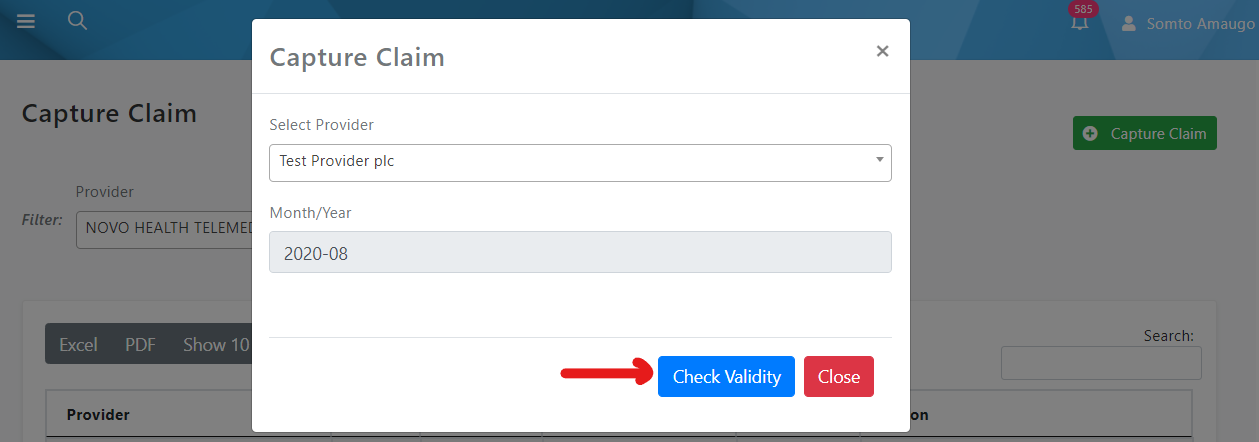 585
Somto Amaugo
Capture Claim
×
Capture Claim
Capture Claim
Select Provider
Test Provider plc
Month/Year
2020-08
Provider
Filter:
NOVO HEALTH TELEMED
Excel PDF Show 10
Search:
Check Validity Close
Provider
on